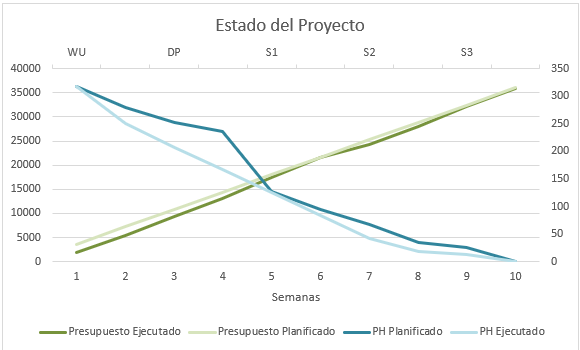 Estado del Proyecto
WU DP S1 S2 S3
40000 350
35000 300
30000 250
25000 200
20000 150
15000 100
10000 50
5000 0
0
1 2 3 4 5 6 7 8 9 10
Semanas
Presupuesto Ejecutado Presupuesto Planificado PH Planificado PH Ejecutado